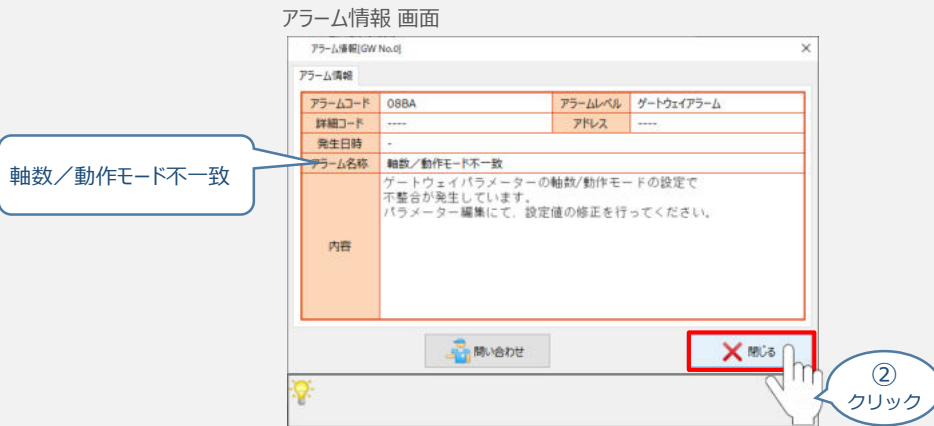 アラーム情報 画面
アラーム情報[GW No.0]
アラーム情報
アラームコード 08BA アラームレベル ゲートウェイアラーム
詳細コード ---- アドレス ----
発生日時 -
アラーム名称 軸数／動作モード不一致
軸数／動作モード不一致
内容
ゲートウェイパラメーターの軸数/動作モードの設定で
不整合が発生しています。
パラメーター編集にて、設定値の修正を行ってください。
問い合わせ
閉じる
②
クリック